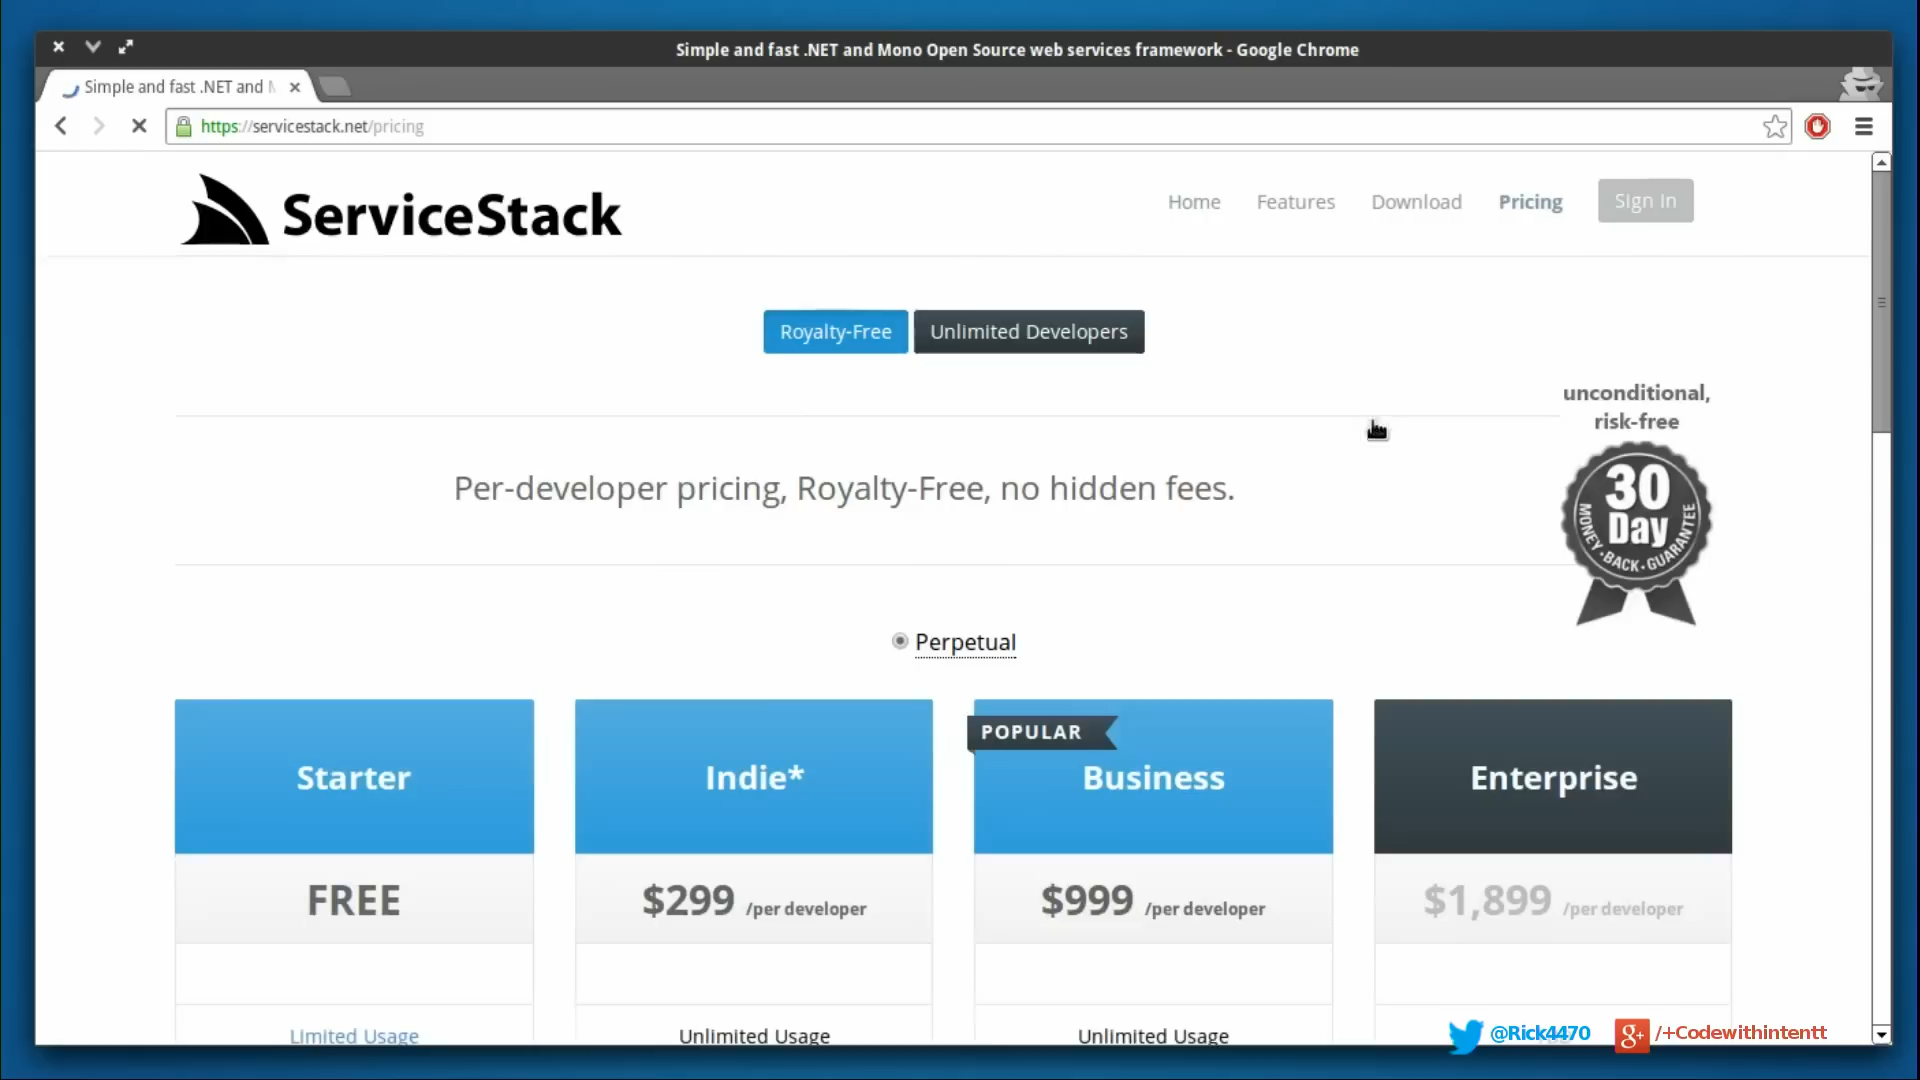 Simple and fast .NET and Mono Open Source web services framework - Google Chrome
Simple and fast .NET and M
https://servicestack.net/pricing
ServiceStack
Home Features Download Pricing Sign In
Royalty-Free Unlimited Developers
unconditional,
risk-free
Per-developer pricing, Royalty-Free, no hidden fees.
30
Day
MONEY-BACK-GUARANTEE
Perpetual
POPULAR
Starter Indie* Business Enterprise
FREE $299 /per developer $999 /per developer $1,899 /per developer
Limited Usage Unlimited Usage Unlimited Usage
@Rick4470 g+ /+Codewithintentt